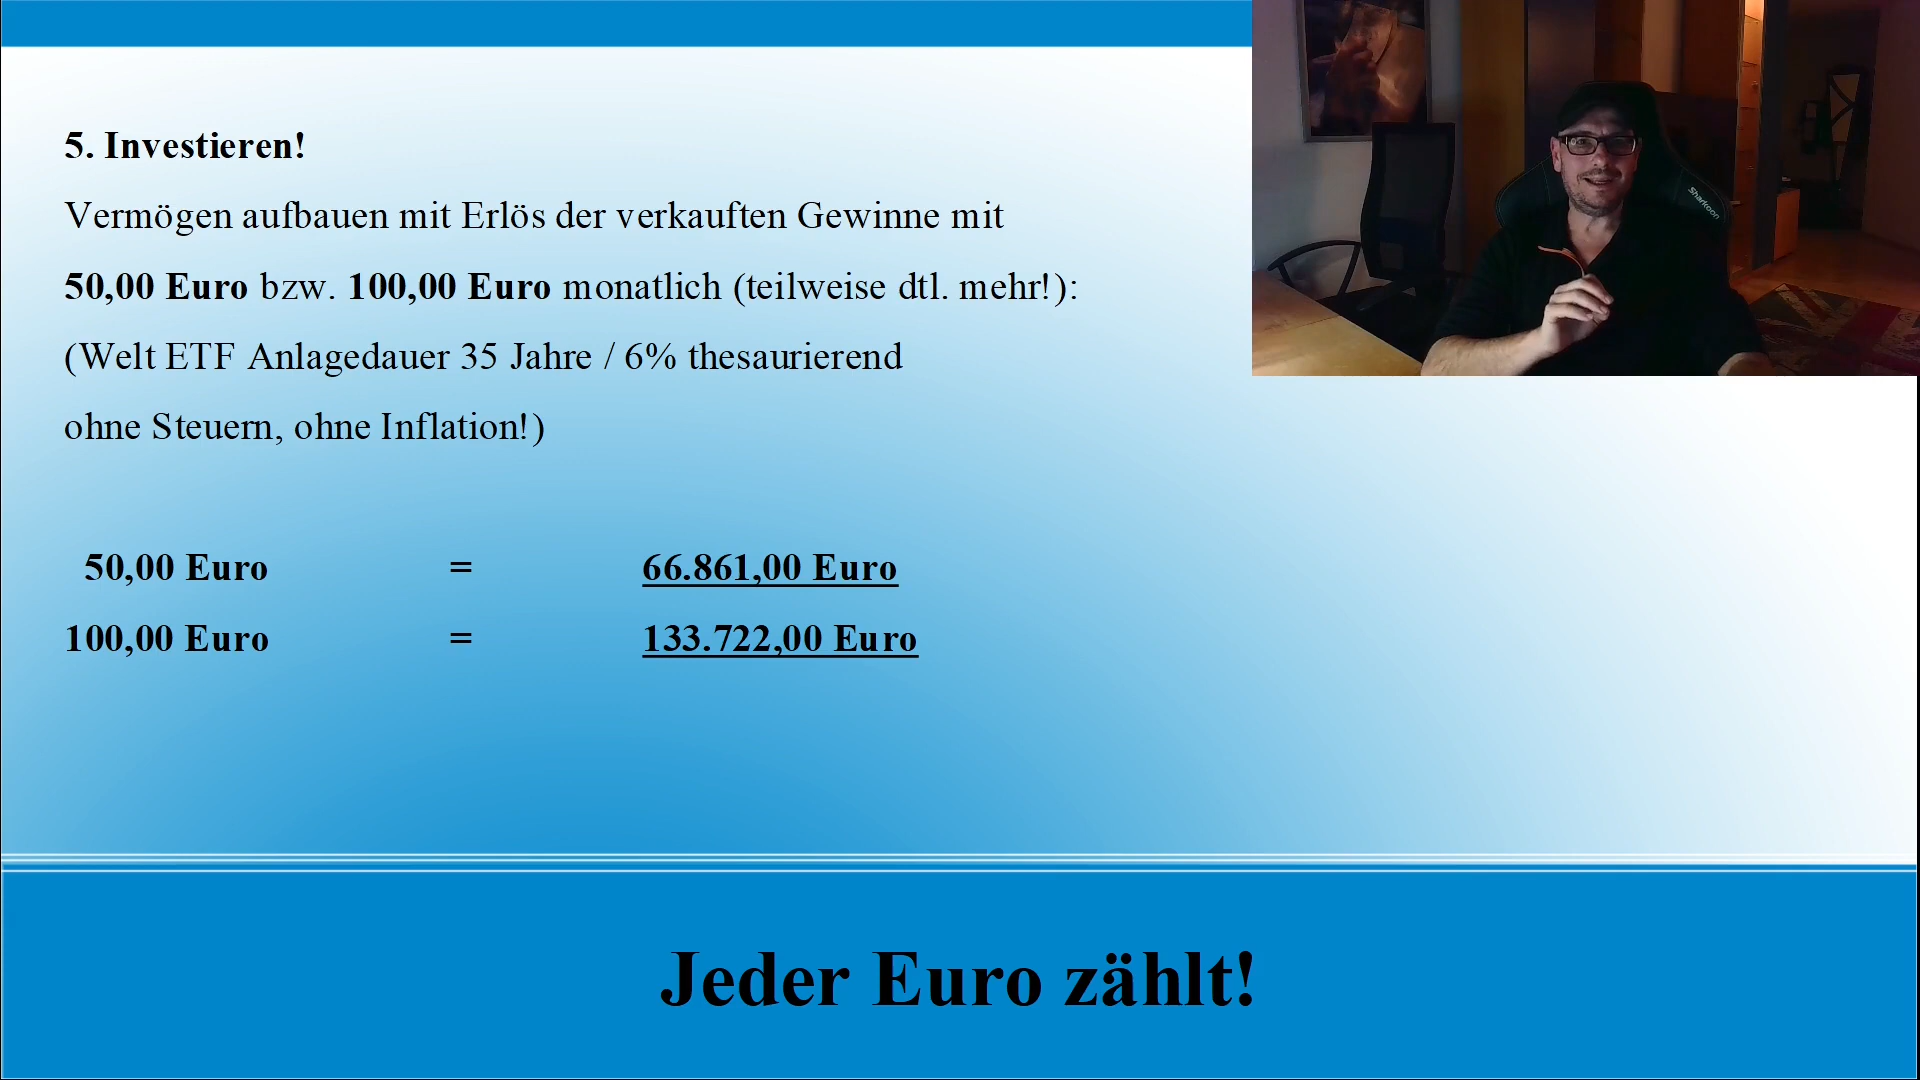 5. Investieren!
Vermögen aufbauen mit Erlös der verkauften Gewinne mit
50,00 Euro bzw. 100,00 Euro monatlich (teilweise dtl. mehr!):
(Welt ETF Anlagedauer 35 Jahre / 6% thesaurierend
ohne Steuern, ohne Inflation!)
50,00 Euro = 66.861,00 Euro
100,00 Euro = 133.722,00 Euro
Jeder Euro zählt!
Sharkoon